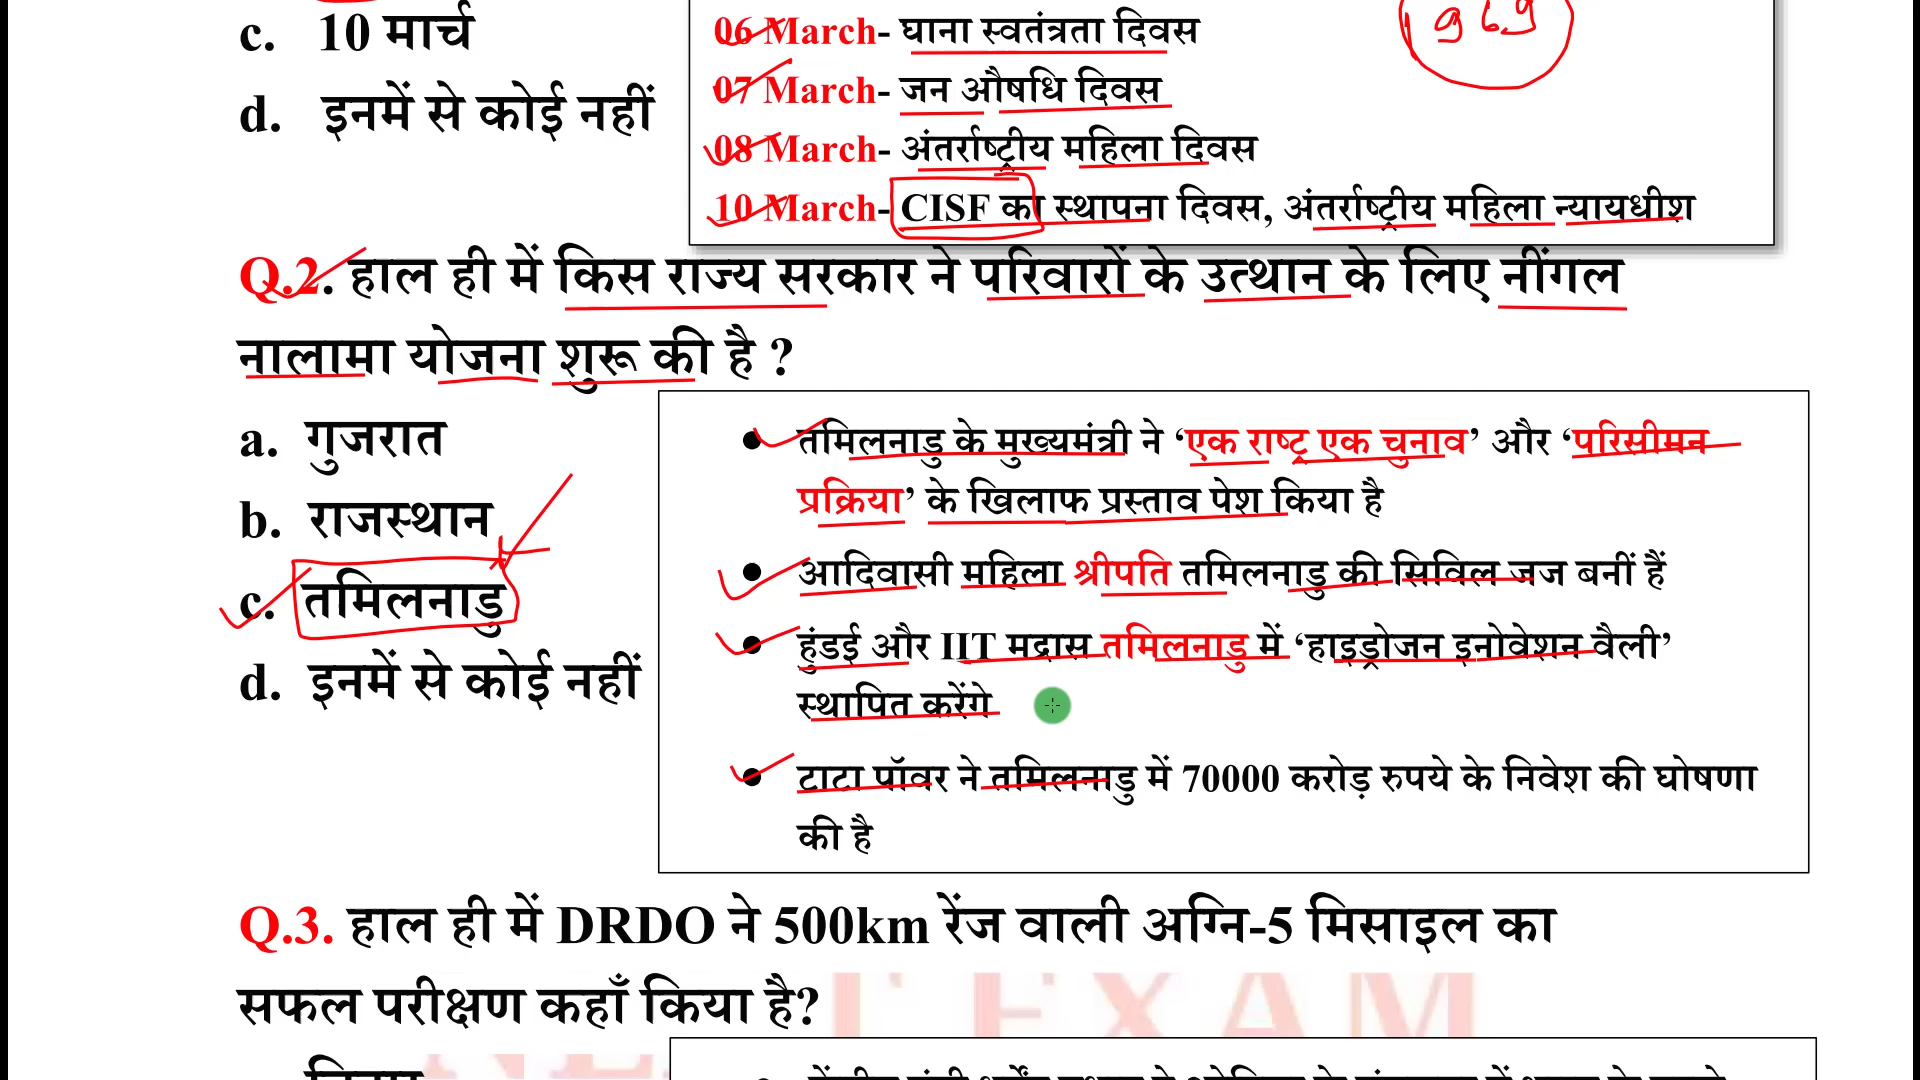 c. 10 मार्च
d. इनमें से कोई नहीं
06 March- घाना स्वतंत्रता दिवस
07 March- जन औषधि दिवस
08 March- अंतर्राष्ट्रीय महिला दिवस
10 March- CISF का स्थापना दिवस, अंतर्राष्ट्रीय महिला न्यायधीश
1969
Q.2. हाल ही में किस राज्य सरकार ने परिवारों के उत्थान के लिए नींगल
नालामा योजना शुरू की है ?
a. गुजरात
b. राजस्थान
c. तमिलनाडु
d. इनमें से कोई नहीं
● तमिलनाडु के मुख्यमंत्री ने ‘एक राष्ट्र एक चुनाव’ और ‘परिसीमन
प्रक्रिया’ के खिलाफ प्रस्ताव पेश किया है
● आदिवासी महिला श्रीपति तमिलनाडु की सिविल जज बनीं हैं
● हुंडई और IIT मद्रास तमिलनाडु में ‘हाइड्रोजन इनोवेशन वैली’
स्थापित करेंगे
● टाटा पॉवर ने तमिलनाडु में 70000 करोड़ रुपये के निवेश की घोषणा
की है
Q.3. हाल ही में DRDO ने 500km रेंज वाली अग्नि-5 मिसाइल का
सफल परीक्षण कहाँ किया है?
EXAM